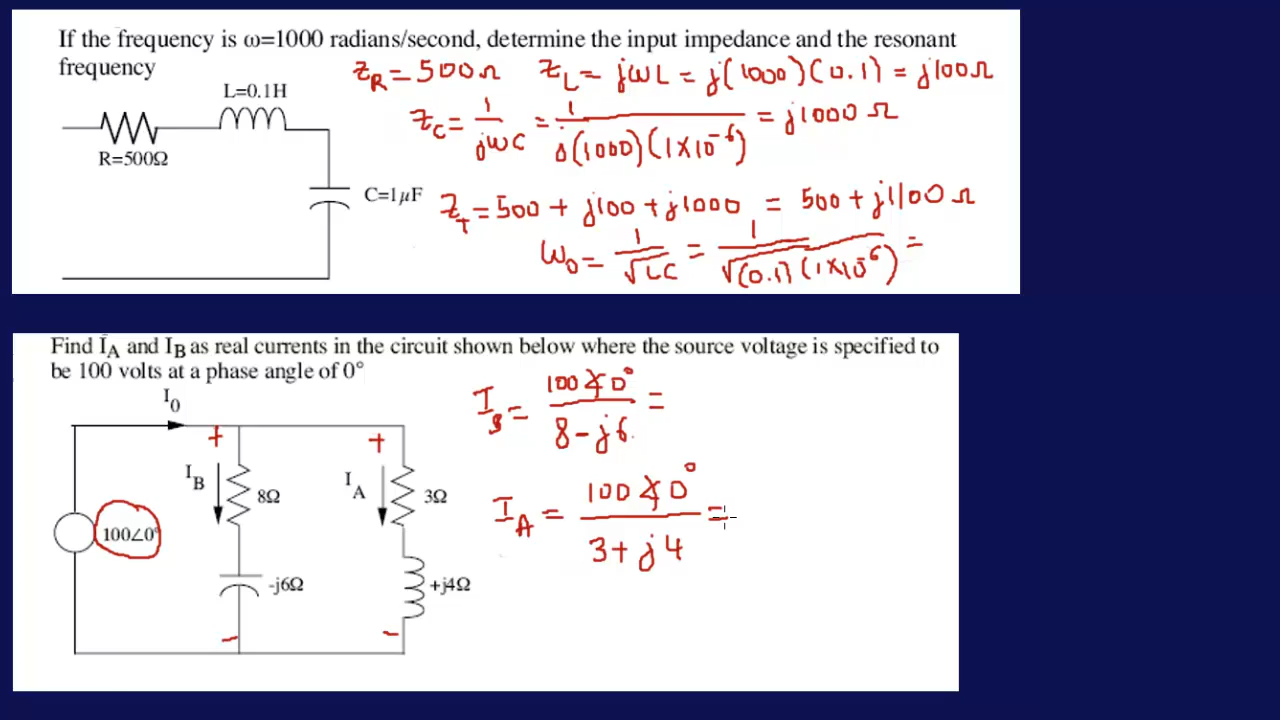 If the frequency is ω=1000 radians/second, determine the input impedance and the resonant
frequency
Z_R = 500Ω   Z_L = jωL = j(1000)(0.1) = j100Ω
L=0.1H
Z_C = 1/jωC = 1/j(1000)(1×10^-6) = j1000 Ω
R=500Ω
C=1μF
Z_T = 500 + j100 + j1000 = 500 + j1100 Ω
ω_0 = 1/√LC = 1/√(0.1)(1×10^-6) =
Find I_A and I_B as real currents in the circuit shown below where the source voltage is specified to
be 100 volts at a phase angle of 0°
I_0
I_B = 100∠0°/8-j6 =
+ +
I_B
8Ω
I_A
3Ω
I_A = 100∠0°/3+j4 =
100∠0°
-j6Ω
+j4Ω
- -